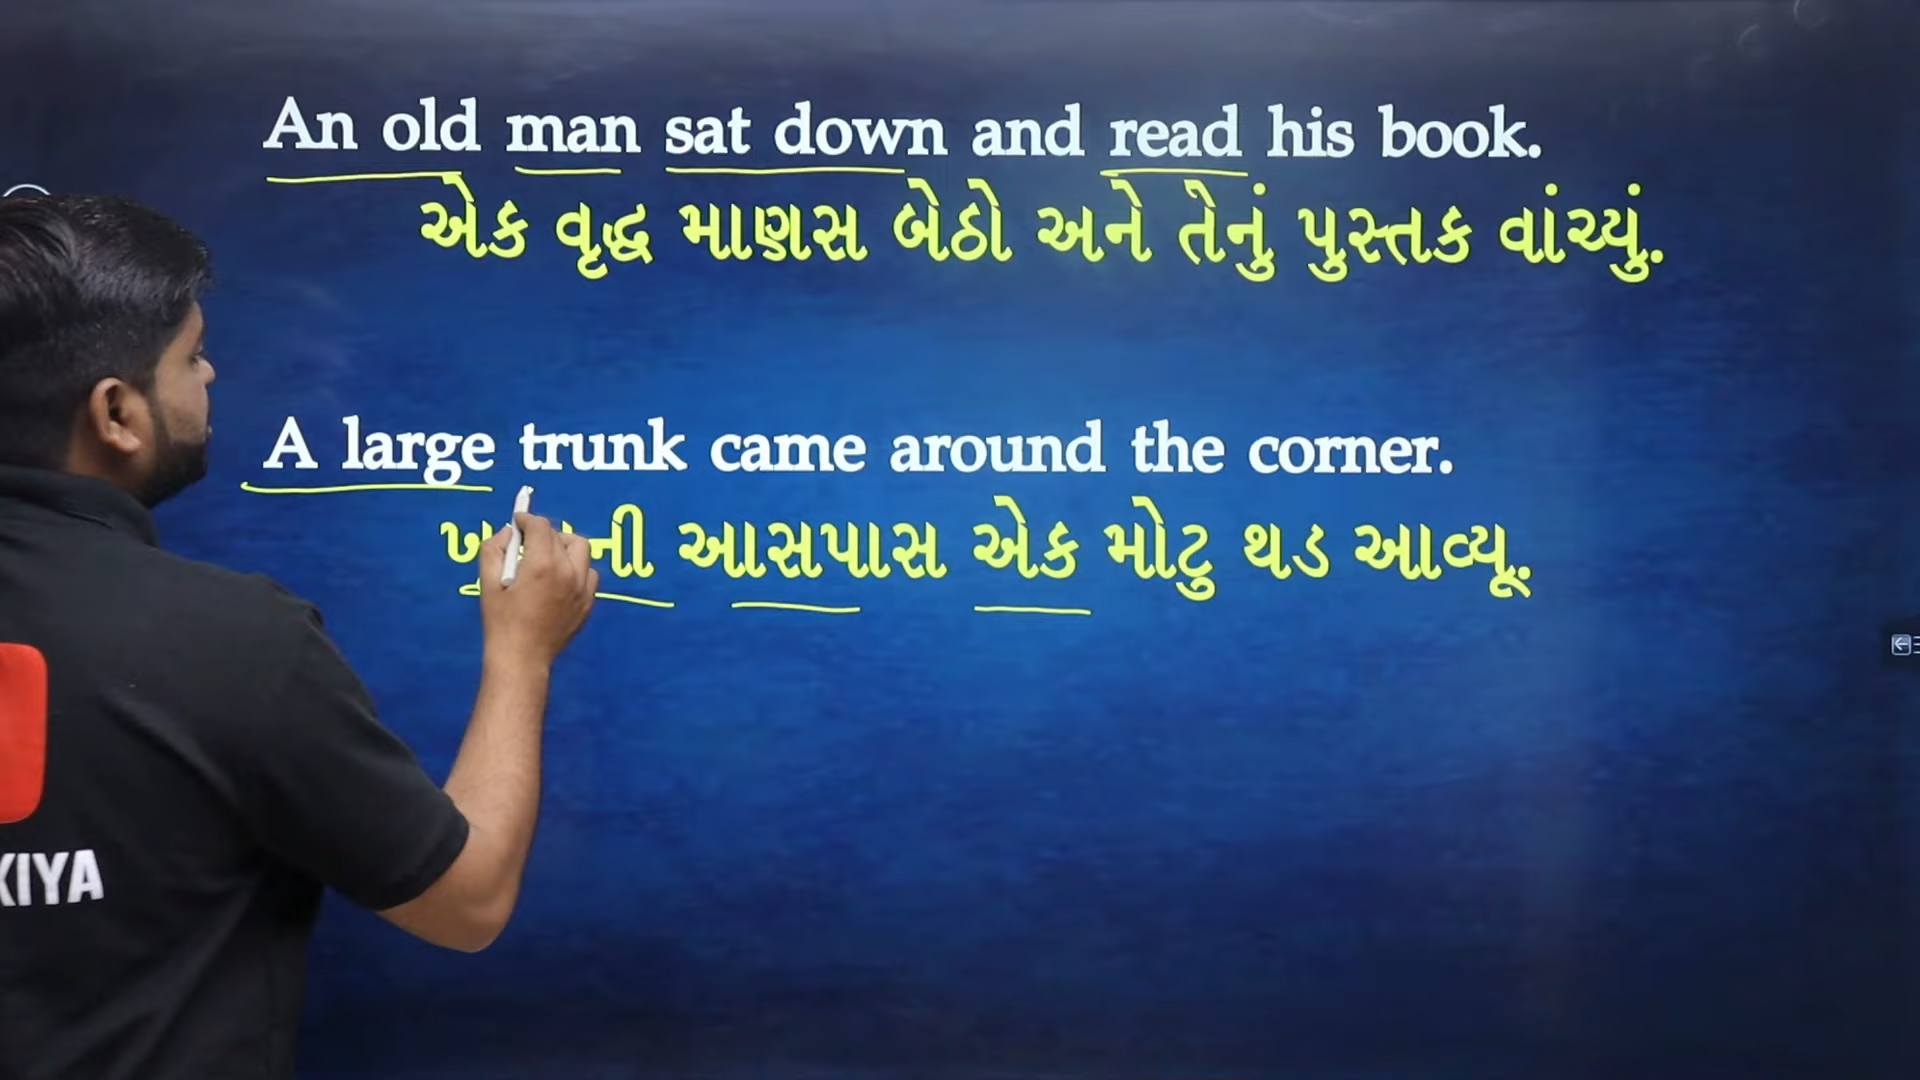 An old man sat down and read his book.
એક વૃદ્ધ માણસ બેઠો અને તેનું પુસ્તક વાંચ્યું.
A large trunk came around the corner.
આસપાસ એક મોટુ થડ આવ્યૂ.
KIYA